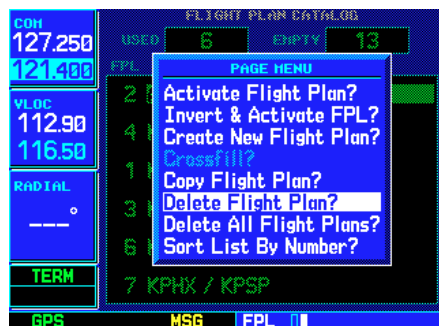 COM
127.250
121.400
VLOC
112.90
116.50
RADIAL
___°
TERM
FLIGHT PLAN CATALOG
USED 6 EMPTY 13
FPL
PAGE MENU
Activate Flight Plan?
Invert & Activate FPL?
Create New Flight Plan?
Crossfill?
Copy Flight Plan?
Delete Flight Plan?
Delete All Flight Plans?
Sort List By Number?
2
4
1
3
6
7 KPHX / KPSP
GPS MSG FPL